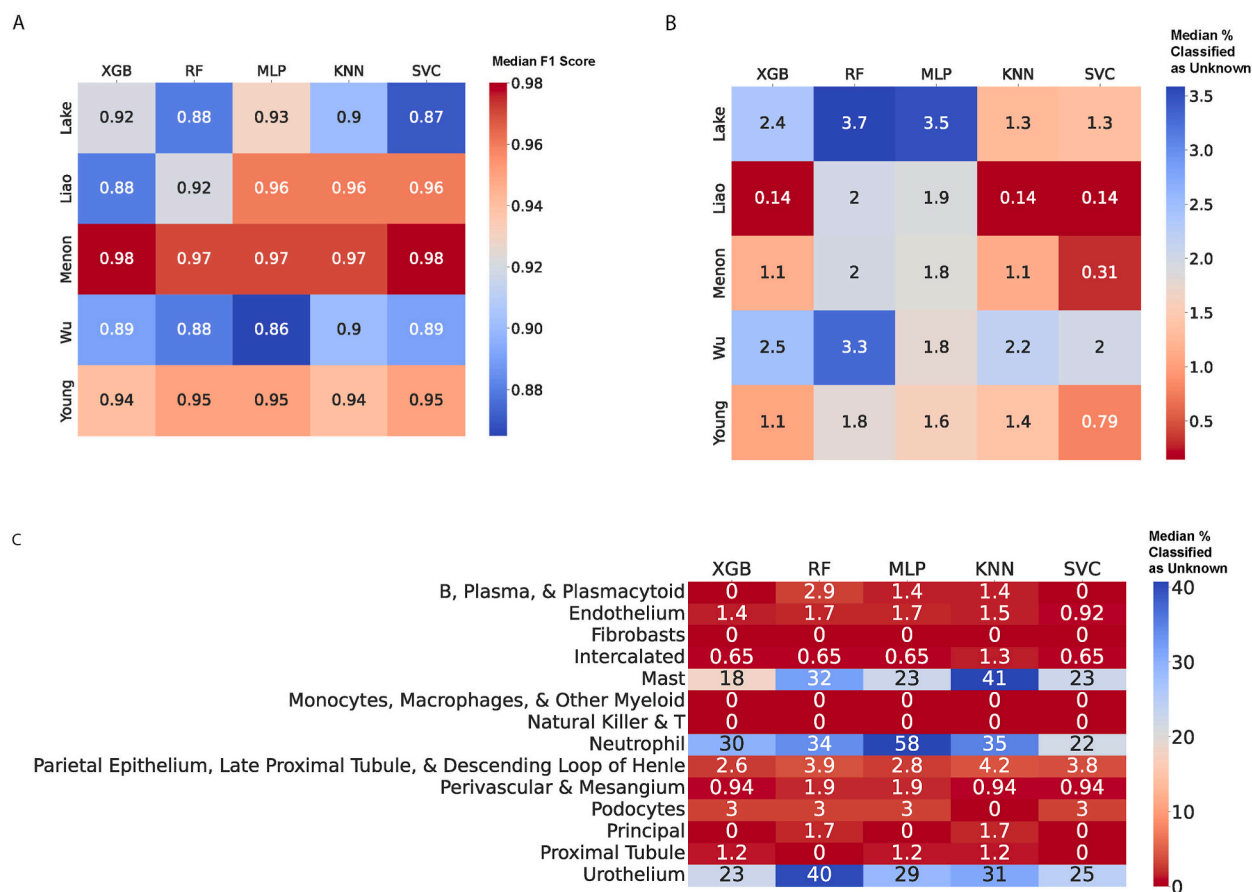 A
Median F1 Score
XGB RF MLP KNN SVC
Lake 0.92 0.88 0.93 0.9 0.87
Liao 0.88 0.92 0.96 0.96 0.96
Menon 0.98 0.97 0.97 0.97 0.98
Wu 0.89 0.88 0.86 0.9 0.89
Young 0.94 0.95 0.95 0.94 0.95
0.98
0.96
0.94
0.92
0.90
0.88
B
Median %
Classified
as Unknown
XGB RF MLP KNN SVC
Lake 2.4 3.7 3.5 1.3 1.3
Liao 0.14 2 1.9 0.14 0.14
Menon 1.1 2 1.8 1.1 0.31
Wu 2.5 3.3 1.8 2.2 2
Young 1.1 1.8 1.6 1.4 0.79
3.5
3.0
2.5
2.0
1.5
1.0
0.5
C
Median %
Classified
as Unknown
XGB RF MLP KNN SVC
B, Plasma, & Plasmacytoid 0 2.9 1.4 1.4 0
Endothelium 1.4 1.7 1.7 1.5 0.92
Fibrobasts 0 0 0 0 0
Intercalated 0.65 0.65 0.65 1.3 0.65
Mast 18 32 23 41 23
Monocytes, Macrophages, & Other Myeloid 0 0 0 0 0
Natural Killer & T 0 0 0 0 0
Neutrophil 30 34 58 35 22
Parietal Epithelium, Late Proximal Tubule, & Descending Loop of Henle 2.6 3.9 2.8 4.2 3.8
Perivascular & Mesangium 0.94 1.9 1.9 0.94 0.94
Podocytes 3 3 3 0 3
Principal 0 1.7 0 1.7 0
Proximal Tubule 1.2 0 1.2 1.2 0
Urothelium 23 40 29 31 25
40
30
20
10
0